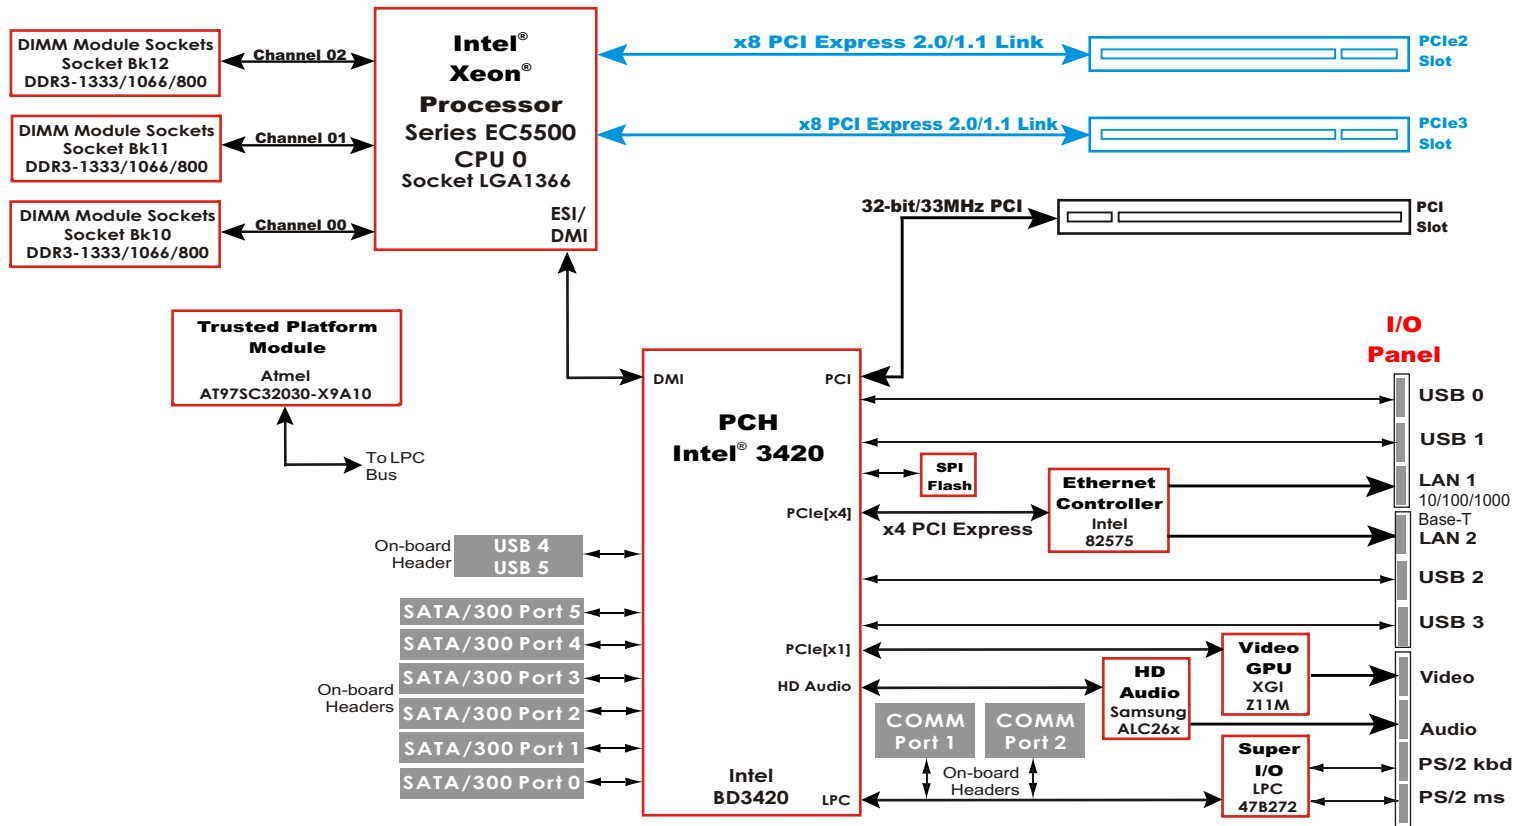 DIMM Module Sockets
Socket Bk12
DDR3-1333/1066/800
Channel 02
DIMM Module Sockets
Socket Bk11
DDR3-1333/1066/800
Channel 01
DIMM Module Sockets
Socket Bk10
DDR3-1333/1066/800
Channel 00
Intel®
Xeon®
Processor
Series EC5500
CPU 0
Socket LGA1366
ESI/
DMI
x8 PCI Express 2.0/1.1 Link
PCIe2
Slot
x8 PCI Express 2.0/1.1 Link
PCIe3
Slot
32-bit/33MHz PCI
PCI
Slot
Trusted Platform
Module
Atmel
AT97SC32030-X9A10
To LPC
Bus
DMI
PCI
PCH
Intel® 3420
PCIe[x4]
PCIe[x1]
HD Audio
Intel
BD3420
LPC
On-board
Header
USB 4
USB 5
On-board
Headers
SATA/300 Port 5
SATA/300 Port 4
SATA/300 Port 3
SATA/300 Port 2
SATA/300 Port 1
SATA/300 Port 0
SPI
Flash
x4 PCI Express
Ethernet
Controller
Intel
82575
COMM
Port 1
COMM
Port 2
On-board
Headers
HD
Audio
Samsung
ALC26x
Video
GPU
XGI
Z11M
Super
I/O
LPC
47B272
I/O
Panel
USB 0
USB 1
LAN 1
10/100/1000
Base-T
LAN 2
USB 2
USB 3
Video
Audio
PS/2 kbd
PS/2 ms